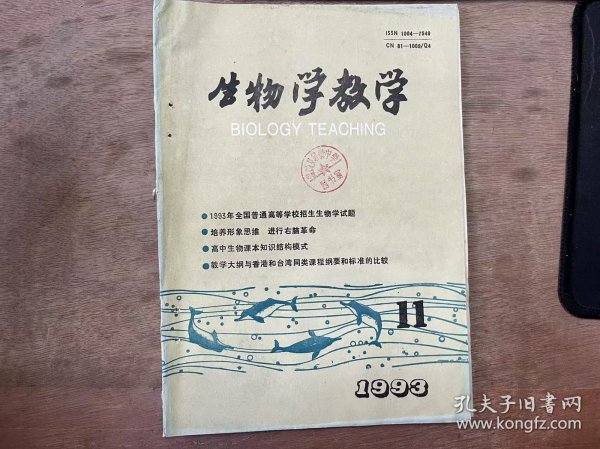 ISSN 1004—1549
CN 31—1009/Q4
生物学教学
BIOLOGY TEACHING
●1993年全国普通高等学校招生生物学试题
●培养形象思维 进行右脑革命
●高中生物课本知识结构模式
●教学大纲与香港和台湾同类课程纲要和标准的比较
11
1993
孔夫子旧书网
www.kongfz.com